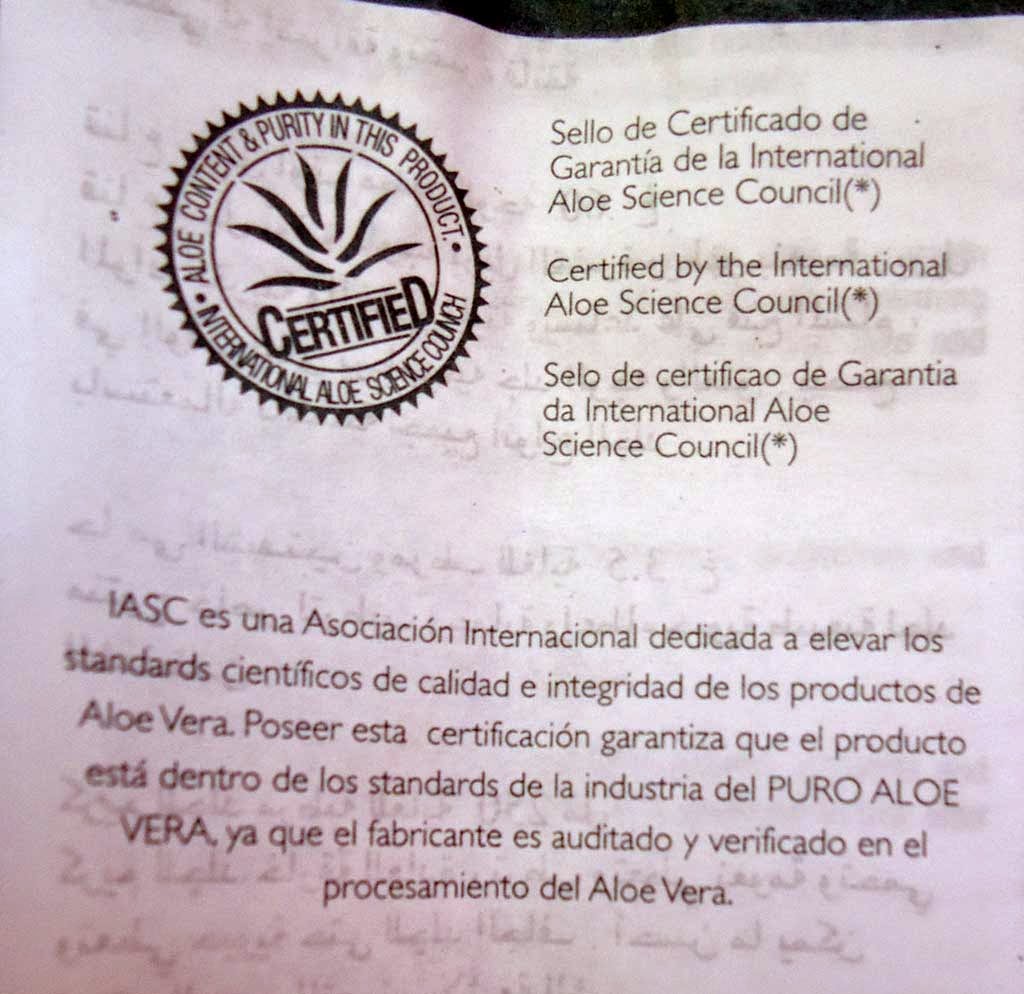 ALOE CONTENT & PURITY IN THIS PRODUCT.
CERTIFIED
INTERNATIONAL ALOE SCIENCE COUNCIL
Sello de Certificado de
Garantía de la International
Aloe Science Council(*)
Certified by the International
Aloe Science Council(*)
Selo de certificao de Garantia
da International Aloe
Science Council(*)
IASC es una Asociación Internacional dedicada a elevar los
standards científicos de calidad e integridad de los productos de
Aloe Vera. Poseer esta certificación garantiza que el producto
está dentro de los standards de la industria del PURO ALOE
VERA, ya que el fabricante es auditado y verificado en el
procesamiento del Aloe Vera.